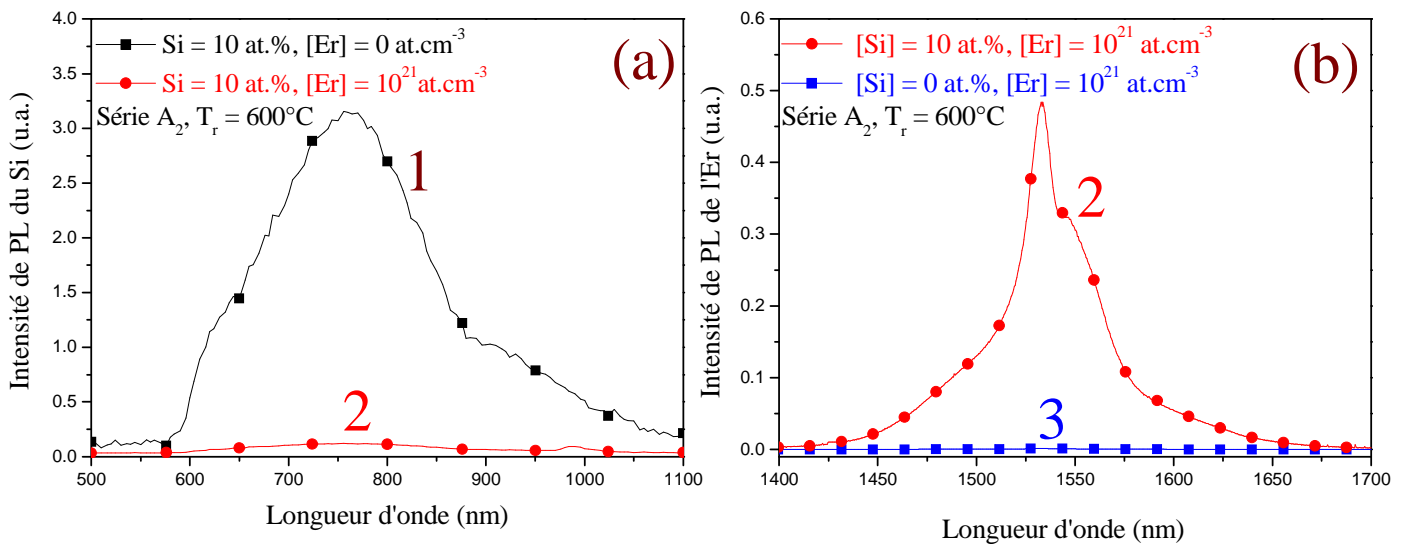 Intensité de PL du Si (u.a.)
4.0
3.5
3.0
2.5
2.0
1.5
1.0
0.5
0.0
Si = 10 at.%, [Er] = 0 at.cm⁻³
Si = 10 at.%, [Er] = 10²¹at.cm⁻³
Série A₂, Tᵣ = 600°C
(a)
1
2
500 600 700 800 900 1000 1100
Longueur d'onde (nm)
Intensité de PL de l'Er (u.a.)
0.6
0.5
0.4
0.3
0.2
0.1
0.0
[Si] = 10 at.%, [Er] = 10²¹ at.cm⁻³
[Si] = 0 at.%, [Er] = 10²¹ at.cm⁻³
Série A₂, Tᵣ = 600°C
(b)
2
3
1400 1450 1500 1550 1600 1650 1700
Longueur d'onde (nm)